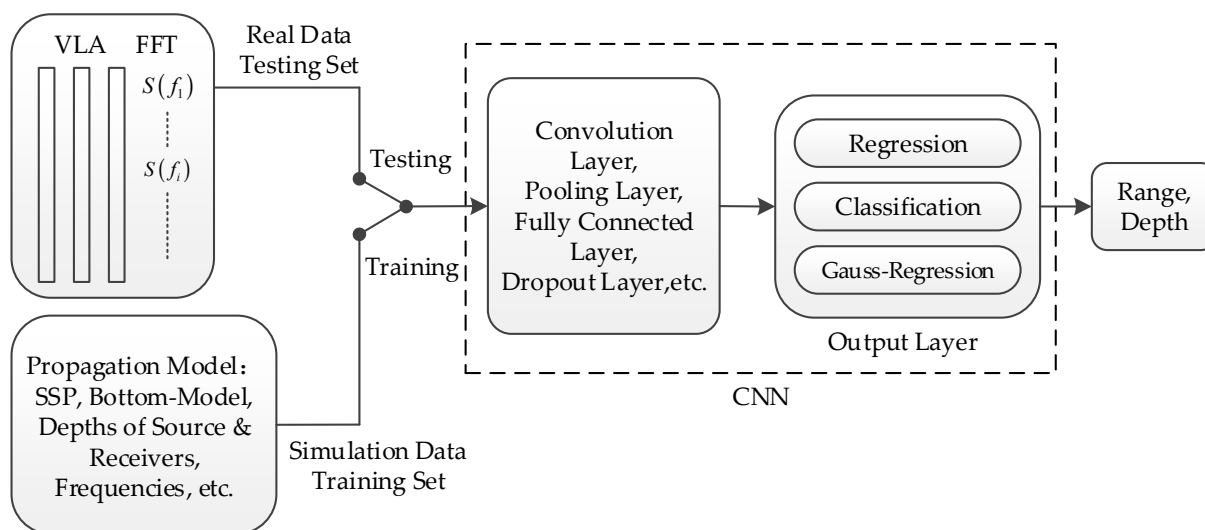 VLA FFT
S(f₁)
S(fᵢ)
Real Data
Testing Set
Propagation Model：
SSP, Bottom-Model,
Depths of Source &
Receivers,
Frequencies, etc.
Simulation Data
Training Set
Testing
Training
Convolution
Layer,
Pooling Layer,
Fully Connected
Layer,
Dropout Layer,etc.
Regression
Classification
Gauss-Regression
Output Layer
CNN
Range,
Depth